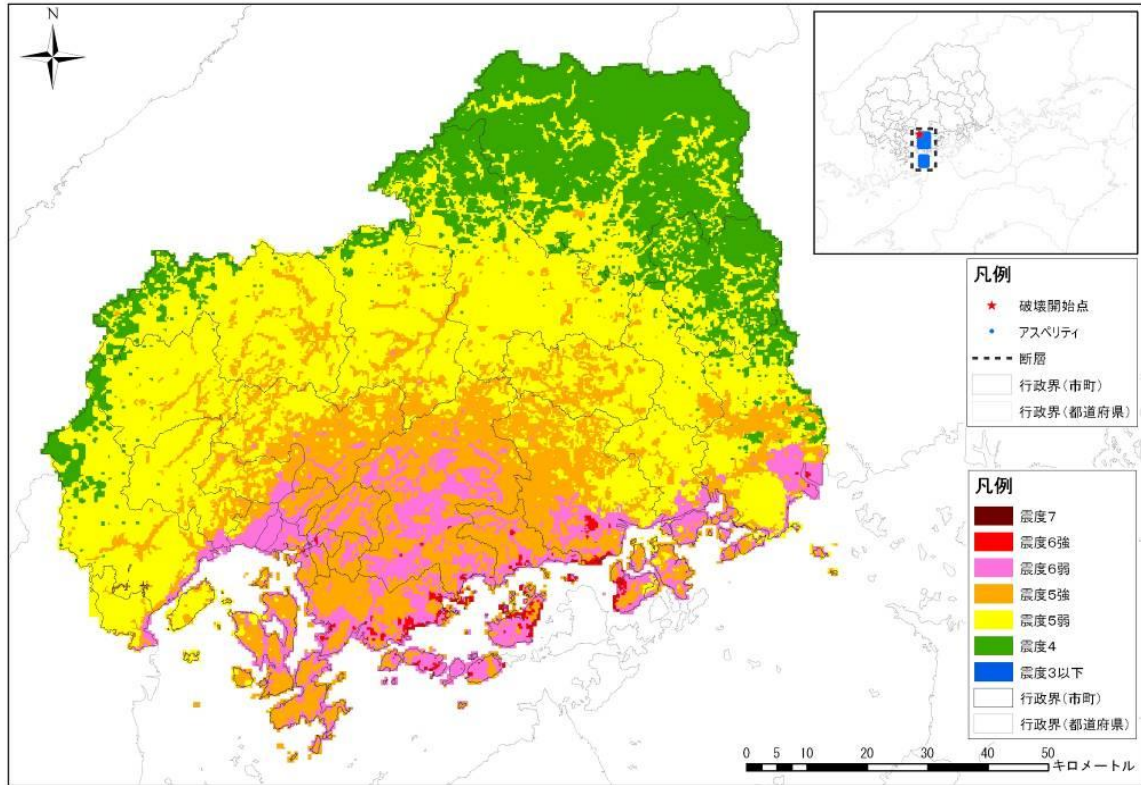 N
凡例
破壊開始点
アスペリティ
断層
行政界(市町)
行政界(都道府県)
凡例
震度7
震度6強
震度6弱
震度5強
震度5弱
震度4
震度3以下
行政界(市町)
行政界(都道府県)
0 5 10 20 30 40 50
キロメートル